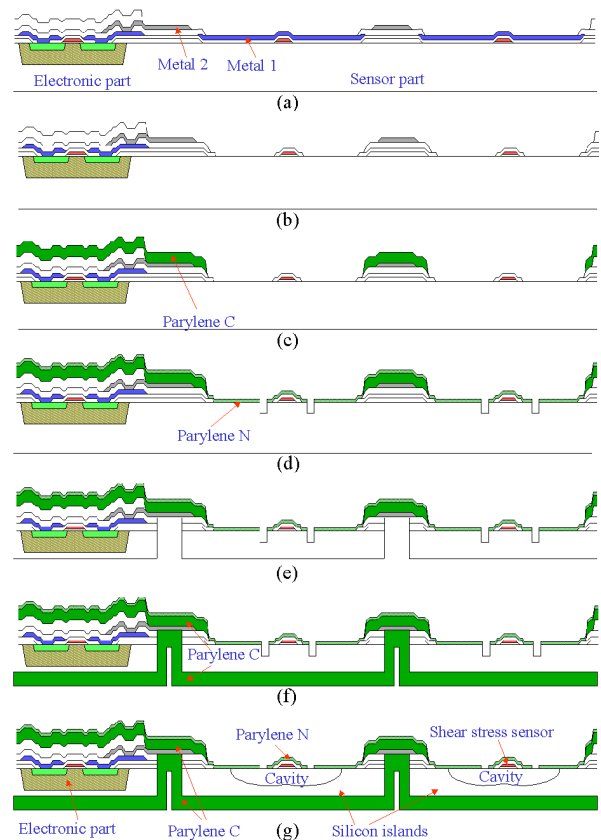 Electronic part
Metal 2
Metal 1
Sensor part
(a)
(b)
Parylene C
(c)
Parylene N
(d)
(e)
Parylene C
(f)
Parylene N
Shear stress sensor
Cavity
Cavity
Electronic part
Parylene C
(g)
Silicon islands